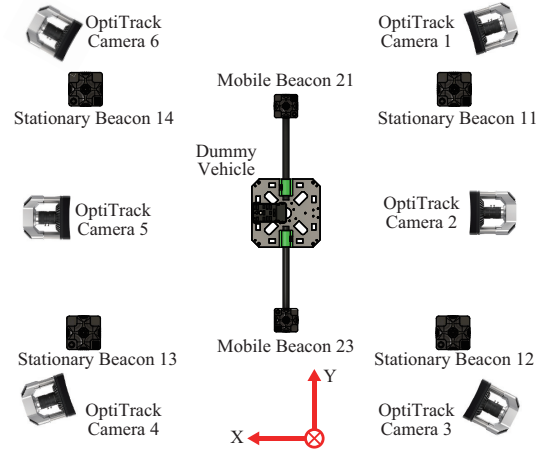 OptiTrack
Camera 6
OptiTrack
Camera 1
Mobile Beacon 21
Stationary Beacon 14
Stationary Beacon 11
Dummy
Vehicle
OptiTrack
Camera 5
OptiTrack
Camera 2
Stationary Beacon 13
Mobile Beacon 23
Stationary Beacon 12
OptiTrack
Camera 4
Y
X
OptiTrack
Camera 3